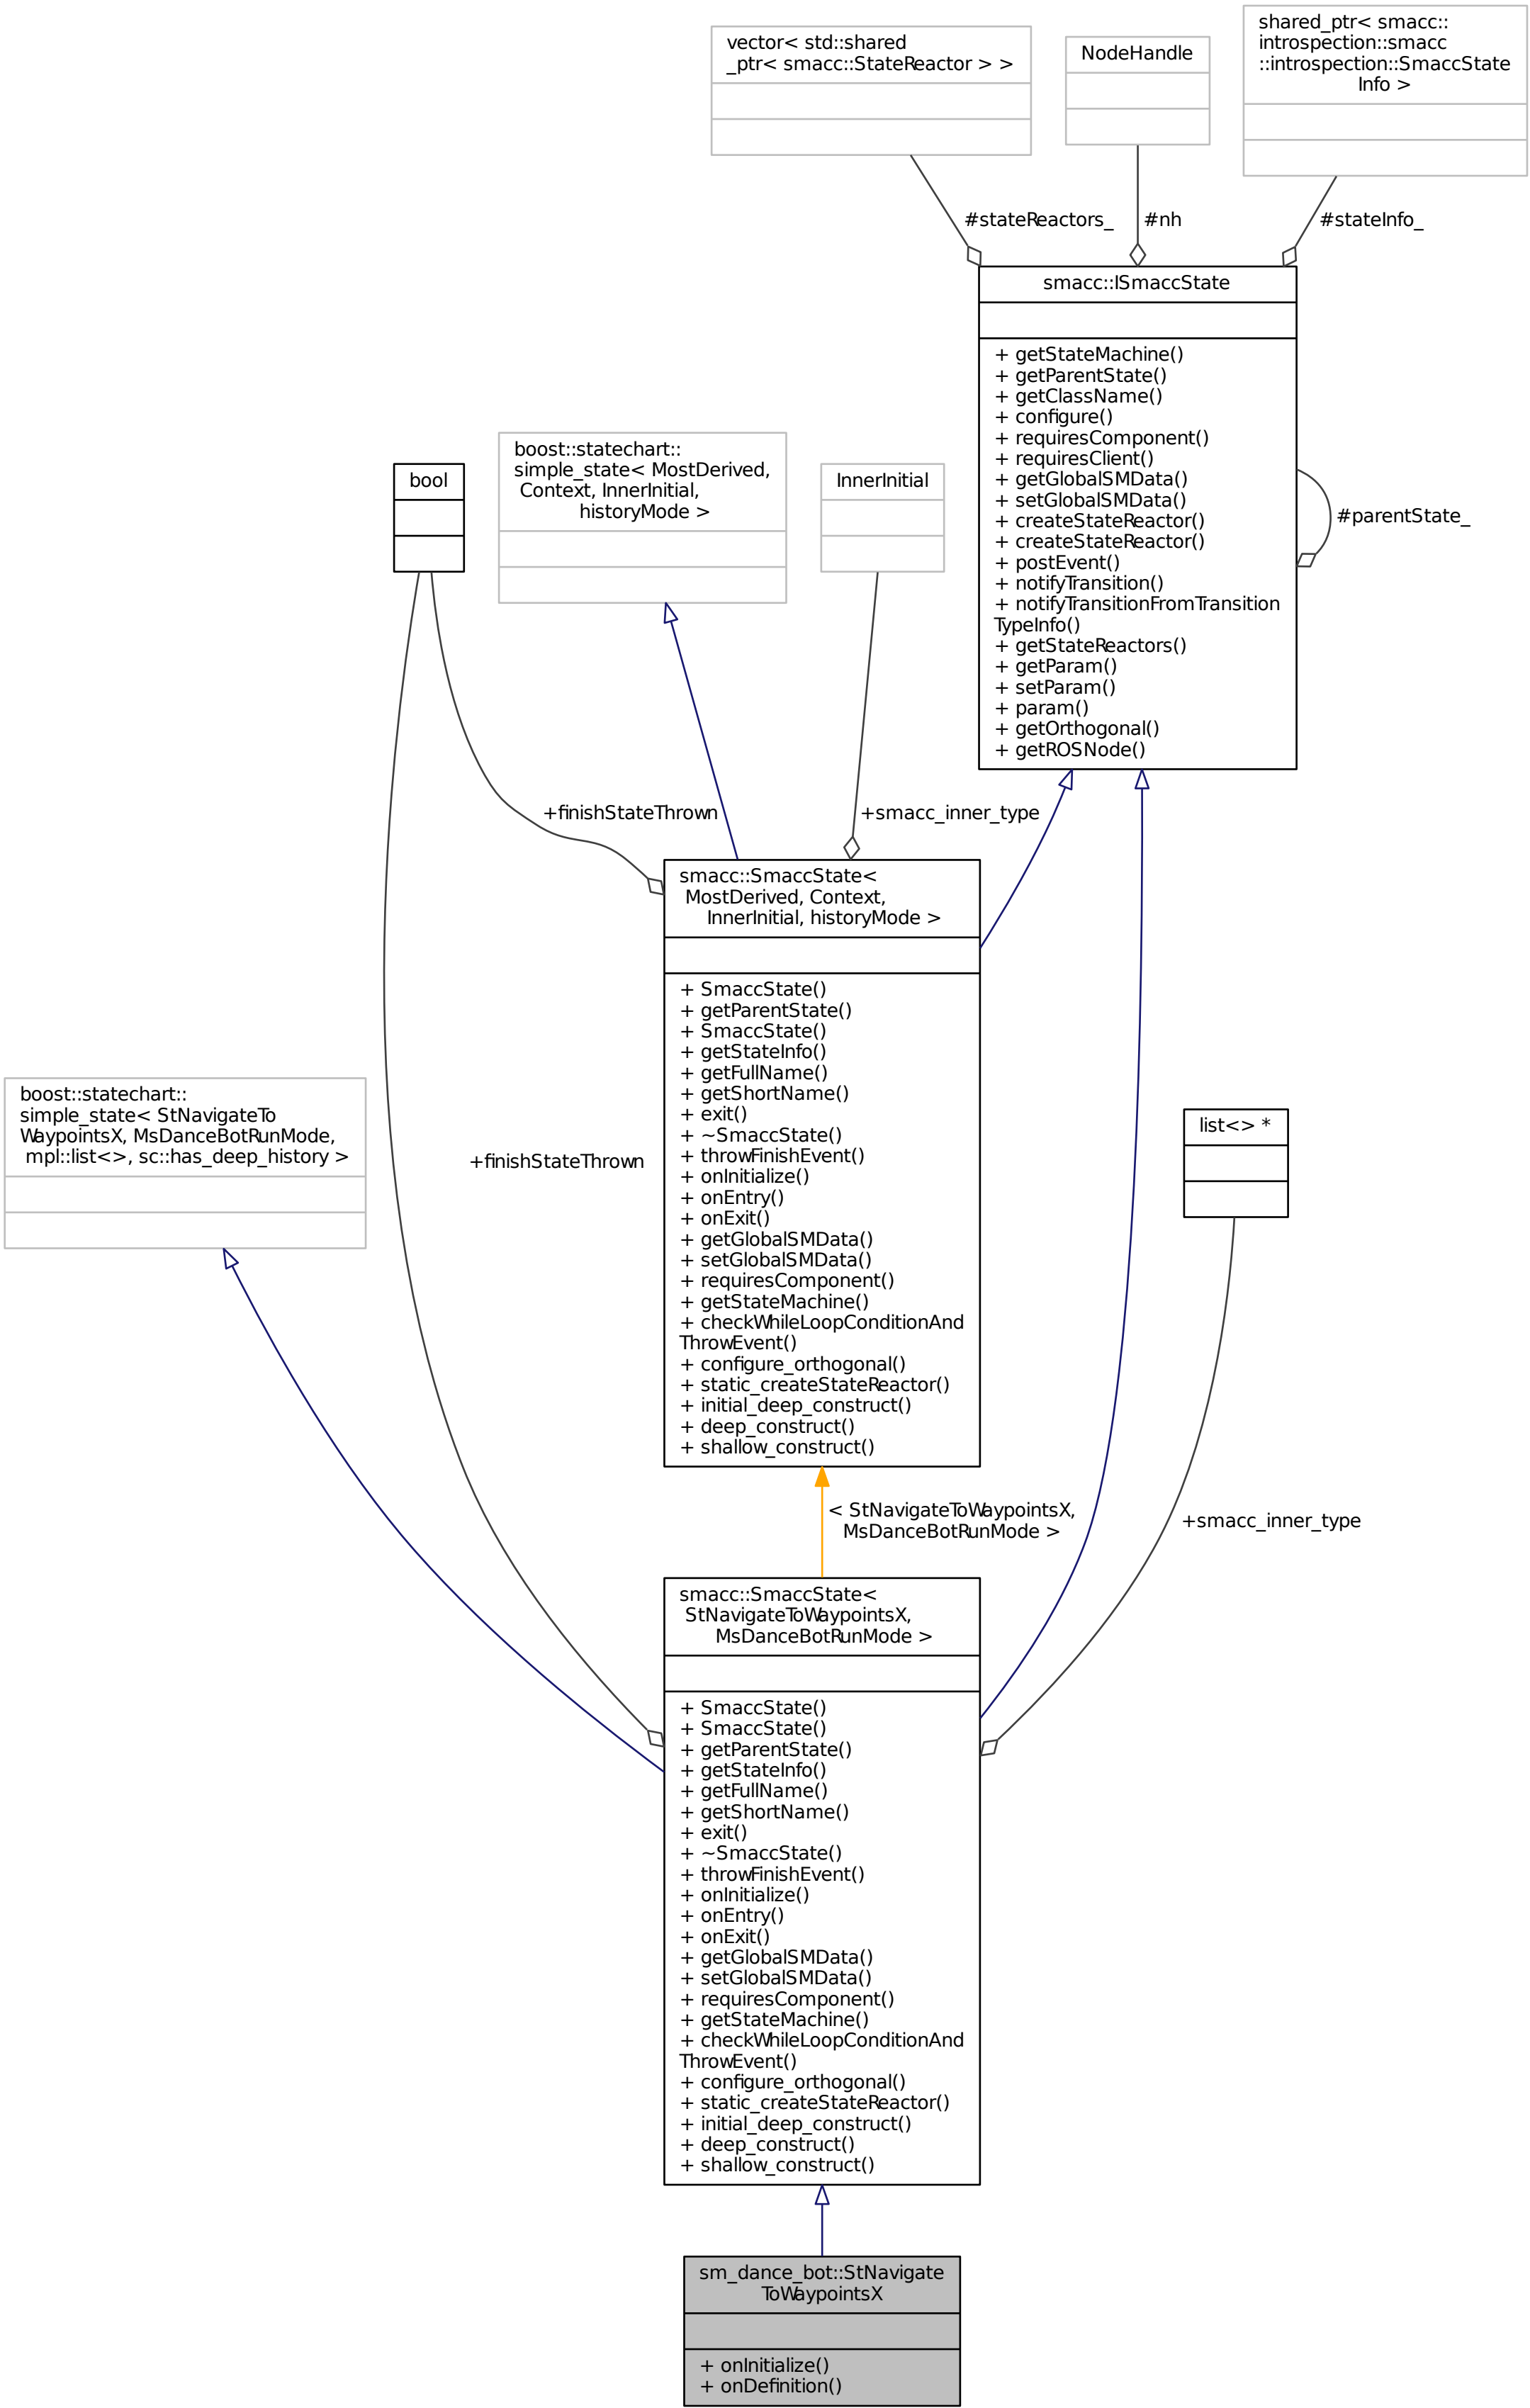 vector< std::shared
_ptr< smacc::StateReactor > >
NodeHandle
shared_ptr< smacc::
introspection::smacc
::introspection::SmaccState
Info >
#stateReactors_
#nh
#stateInfo_
smacc::ISmaccState
+ getStateMachine()
+ getParentState()
+ getClassName()
+ configure()
+ requiresComponent()
+ requiresClient()
+ getGlobalSMData()
+ setGlobalSMData()
+ createStateReactor()
+ createStateReactor()
+ postEvent()
+ notifyTransition()
+ notifyTransitionFromTransition
TypeInfo()
+ getStateReactors()
+ getParam()
+ setParam()
+ param()
+ getOrthogonal()
+ getROSNode()
#parentState_
bool
boost::statechart::
simple_state< MostDerived,
Context, InnerInitial,
historyMode >
InnerInitial
+finishStateThrown
+smacc_inner_type
smacc::SmaccState<
MostDerived, Context,
InnerInitial, historyMode >
+ SmaccState()
+ getParentState()
+ SmaccState()
+ getStateInfo()
+ getFullName()
+ getShortName()
+ exit()
+ ~SmaccState()
+ throwFinishEvent()
+ onInitialize()
+ onEntry()
+ onExit()
+ getGlobalSMData()
+ setGlobalSMData()
+ requiresComponent()
+ getStateMachine()
+ checkWhileLoopConditionAnd
ThrowEvent()
+ configure_orthogonal()
+ static_createStateReactor()
+ initial_deep_construct()
+ deep_construct()
+ shallow_construct()
boost::statechart::
simple_state< StNavigateTo
WaypointsX, MsDanceBotRunMode,
mpl::list<>, sc::has_deep_history >
+finishStateThrown
list<> *
< StNavigateToWaypointsX,
MsDanceBotRunMode >
+smacc_inner_type
smacc::SmaccState<
StNavigateToWaypointsX,
MsDanceBotRunMode >
+ SmaccState()
+ SmaccState()
+ getParentState()
+ getStateInfo()
+ getFullName()
+ getShortName()
+ exit()
+ ~SmaccState()
+ throwFinishEvent()
+ onInitialize()
+ onEntry()
+ onExit()
+ getGlobalSMData()
+ setGlobalSMData()
+ requiresComponent()
+ getStateMachine()
+ checkWhileLoopConditionAnd
ThrowEvent()
+ configure_orthogonal()
+ static_createStateReactor()
+ initial_deep_construct()
+ deep_construct()
+ shallow_construct()
sm_dance_bot::StNavigate
ToWaypointsX
+ onInitialize()
+ onDefinition()